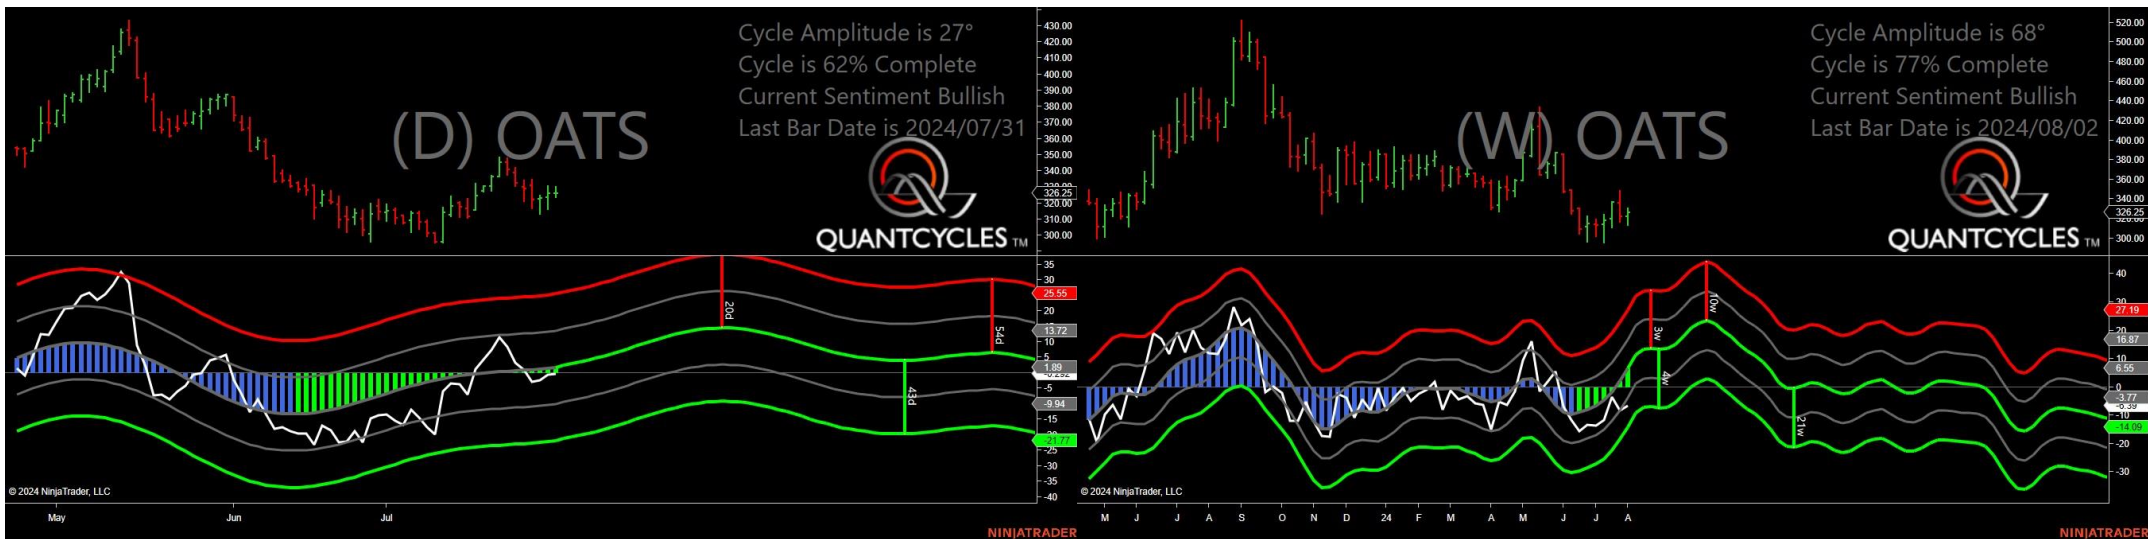 Cycle Amplitude is 27°
Cycle is 62% Complete
Current Sentiment Bullish
Last Bar Date is 2024/07/31
(D) OATS
QUANTCYCLES TM
430.00
420.00
410.00
400.00
390.00
380.00
370.00
360.00
350.00
340.00
326.25
320.00
310.00
300.00
20d
43d
54d
35
30
25.55
20
13.72
10
5
1.89
-5
-9.94
-15
-21.77
-25
-30
-35
-40
© 2024 NinjaTrader, LLC
May
Jun
Jul
NINJATRADER
Cycle Amplitude is 68°
Cycle is 77% Complete
Current Sentiment Bullish
Last Bar Date is 2024/08/02
(W) OATS
QUANTCYCLES TM
520.00
500.00
480.00
460.00
440.00
420.00
400.00
380.00
360.00
340.00
326.25
300.00
3w
4w
10w
21w
40
27.19
20
16.87
10
6.55
0
-3.77
-10
-14.09
-20
-30
© 2024 NinjaTrader, LLC
M J J A S O N D 24 F M A M J J A
NINJATRADER